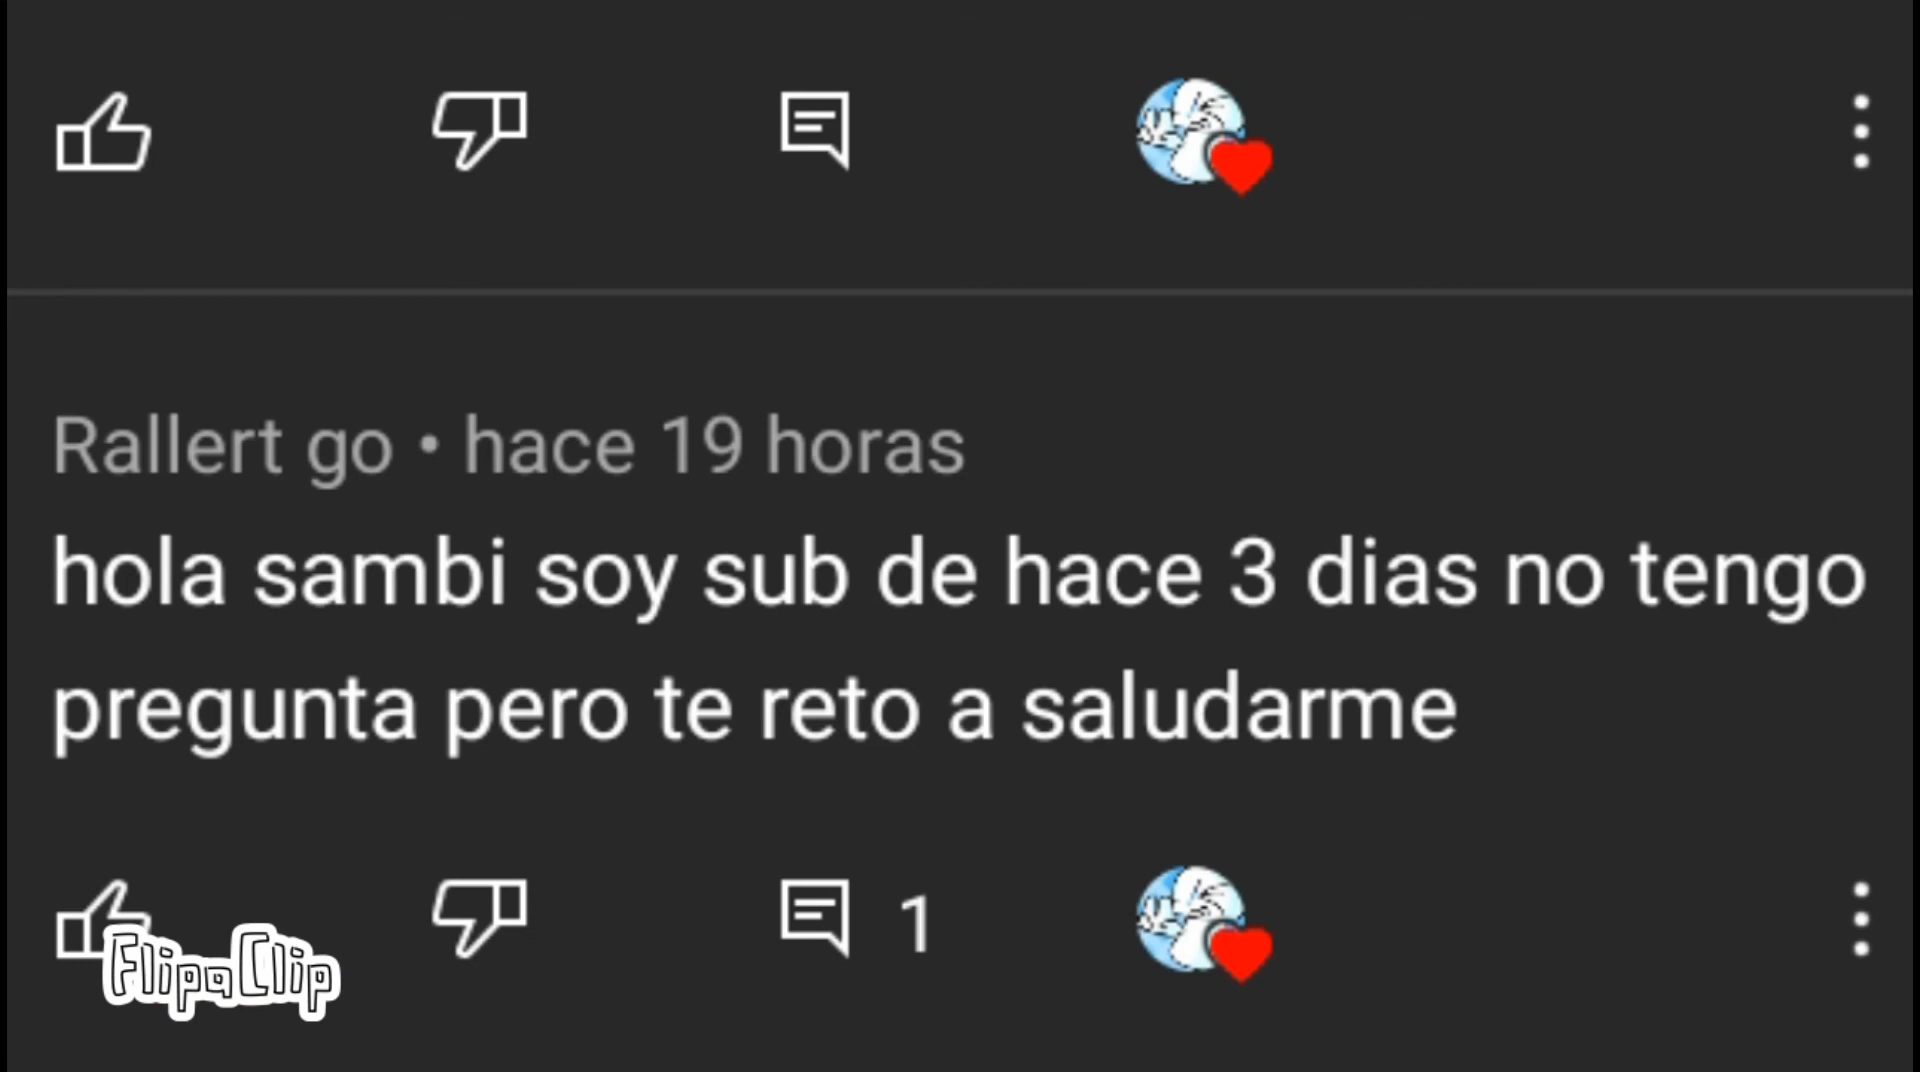 Rallert go • hace 19 horas
hola sambi soy sub de hace 3 dias no tengo
pregunta pero te reto a saludarme
1
FlipaClip